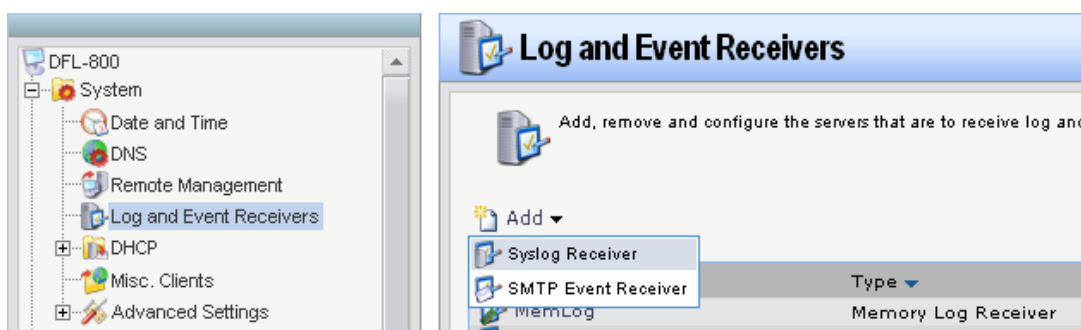 DFL-800
System
Date and Time
DNS
Remote Management
Log and Event Receivers
DHCP
Misc. Clients
Advanced Settings
Log and Event Receivers
Add, remove and configure the servers that are to receive log and
Add
Syslog Receiver
SMTP Event Receiver
Type
MemLog
Memory Log Receiver